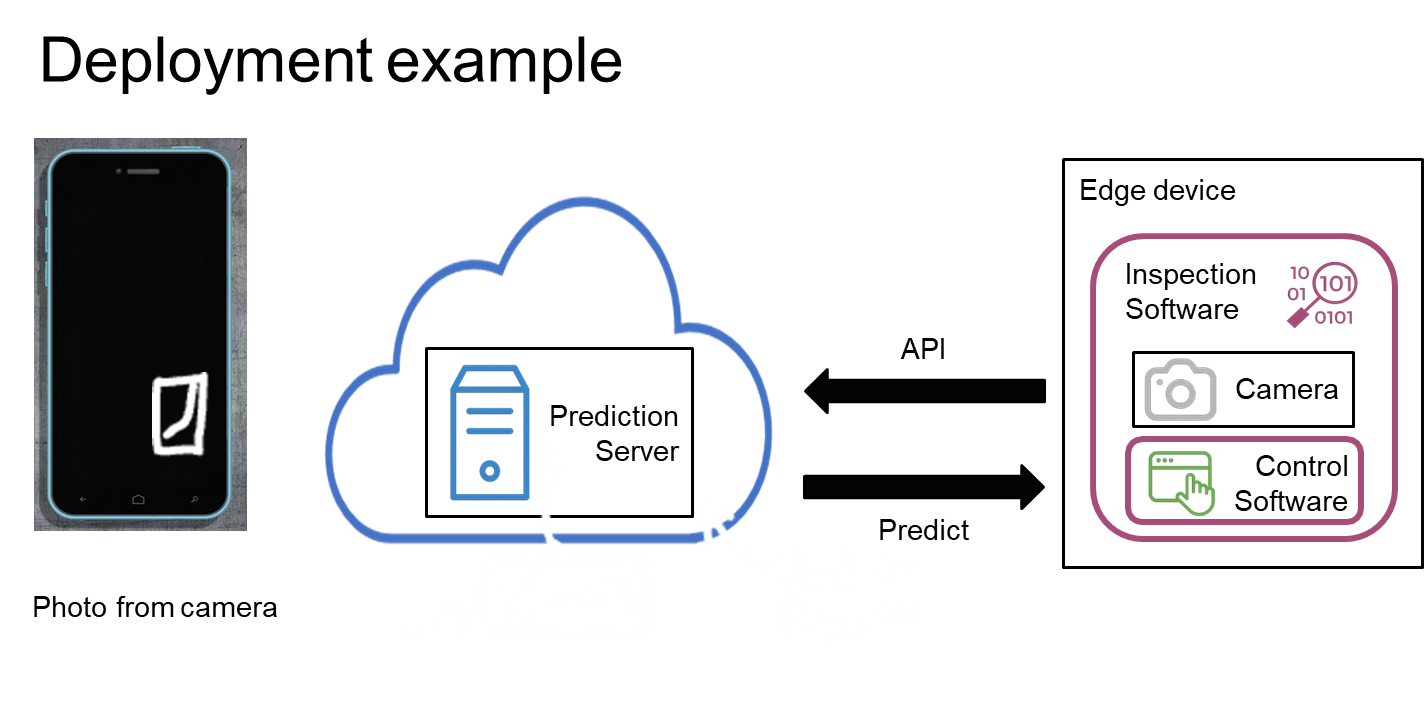 Deployment example
Edge device
Inspection
Software
10
01
101
0101
API
Camera
Prediction
Server
Control
Software
Predict
Photo from camera